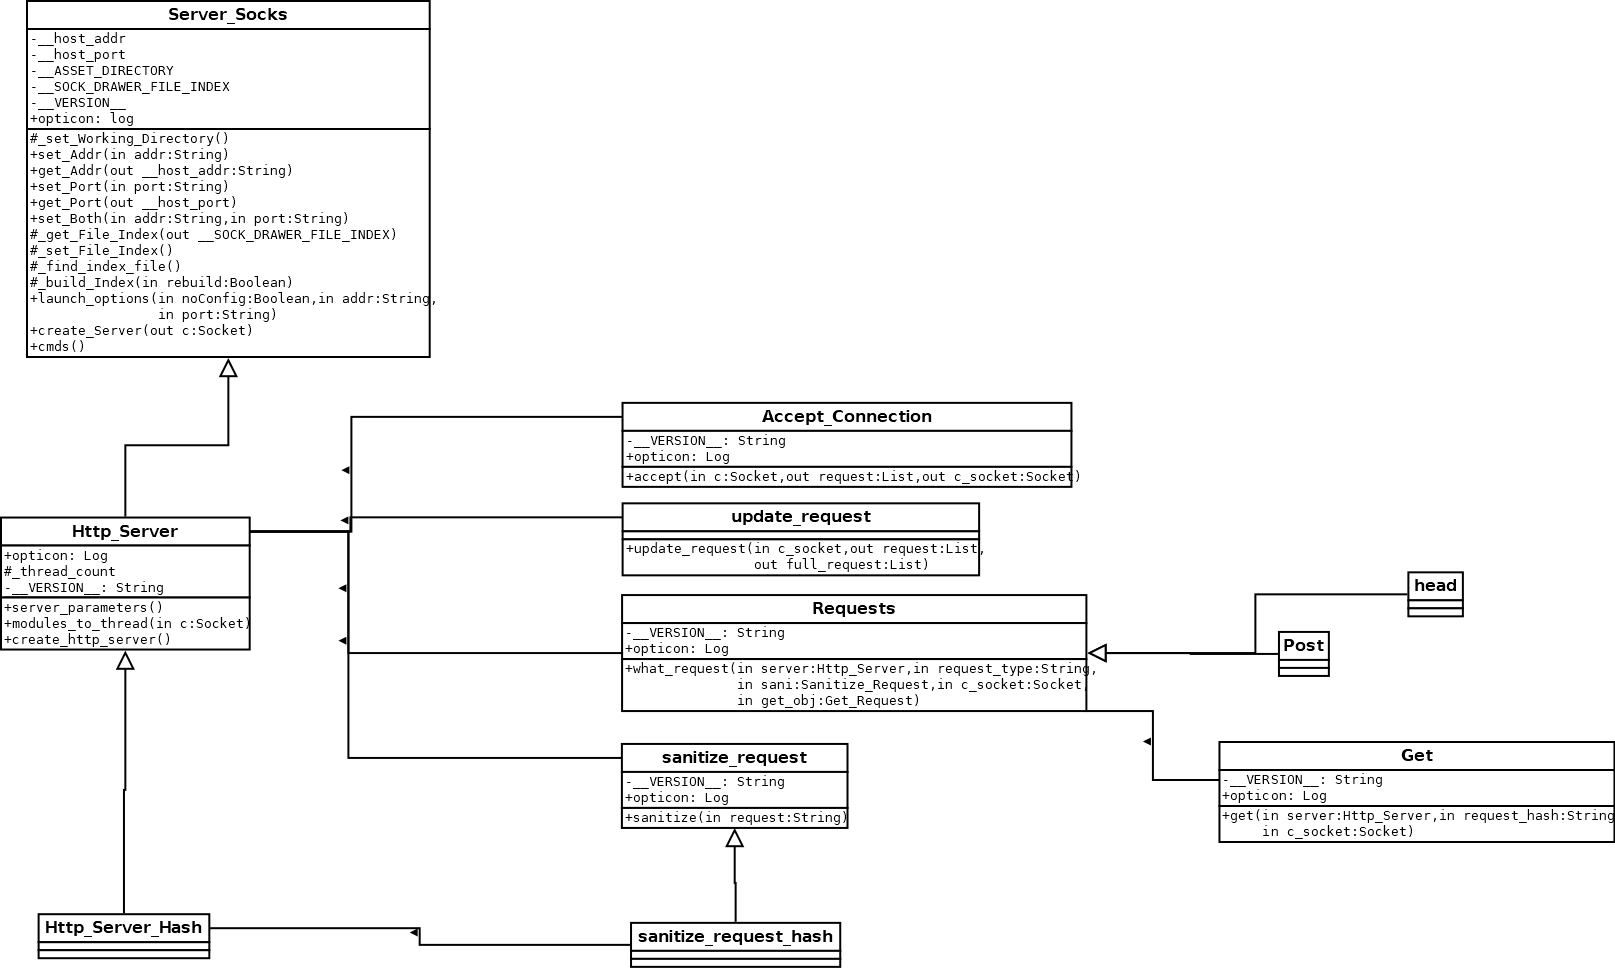 Server_Socks
-__host_addr
-__host_port
-__ASSET_DIRECTORY
-__SOCK_DRAWER_FILE_INDEX
-__VERSION__
+opticon: log
#_set_Working_Directory()
+set_Addr(in addr:String)
+get_Addr(out __host_addr:String)
+set_Port(in port:String)
+get_Port(out __host_port)
+set_Both(in addr:String,in port:String)
#_get_File_Index(out __SOCK_DRAWER_FILE_INDEX)
#_set_File_Index()
#_find_index_file()
#_build_Index(in rebuild:Boolean)
+launch_options(in noConfig:Boolean,in addr:String,
in port:String)
+create_Server(out c:Socket)
+cmds()
Accept_Connection
-__VERSION__: String
+opticon: Log
+accept(in c:Socket,out request:List,out c_socket:Socket)
update_request
+update_request(in c_socket,out request:List,
out full_request:List)
Http_Server
+opticon: Log
#_thread_count
-__VERSION__: String
+server_parameters()
+modules_to_thread(in c:Socket)
+create_http_server()
Requests
-__VERSION__: String
+opticon: Log
+what_request(in server:Http_Server,in request_type:String,
in sani:Sanitize_Request,in c_socket:Socket,
in get_obj:Get_Request)
head
Post
sanitize_request
-__VERSION__: String
+opticon: Log
+sanitize(in request:String)
Get
-__VERSION__: String
+opticon: Log
+get(in server:Http_Server,in request_hash:String
in c_socket:Socket)
Http_Server_Hash
sanitize_request_hash